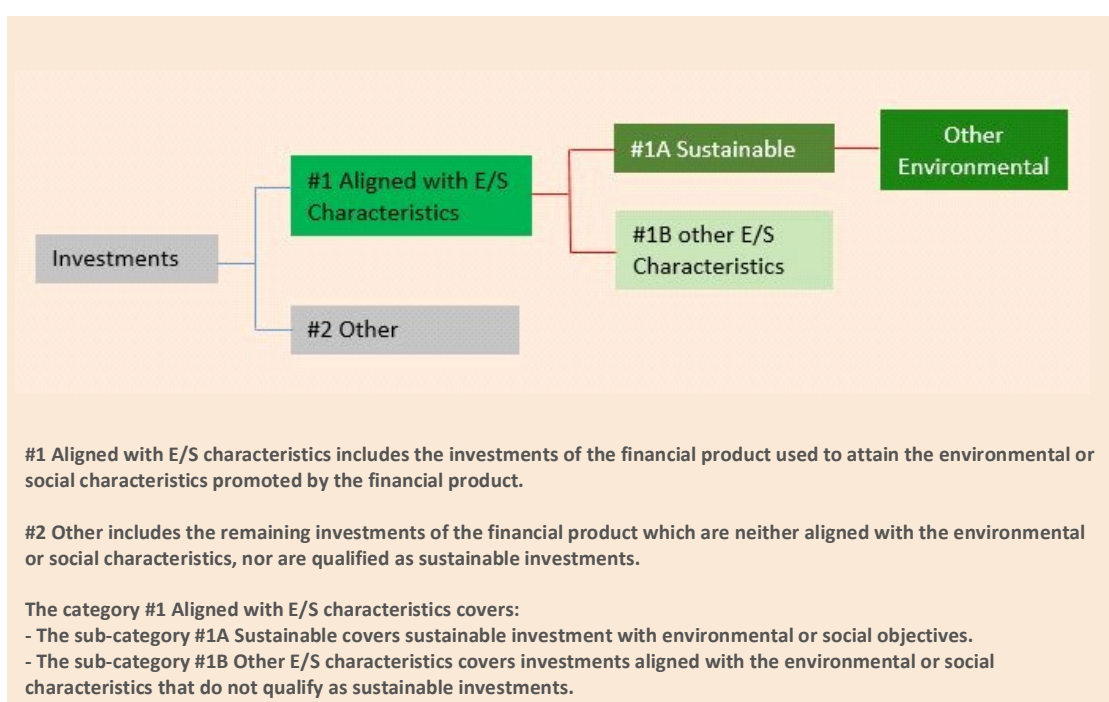 Investments
#1 Aligned with E/S
Characteristics
#2 Other
#1A Sustainable
#1B other E/S
Characteristics
Other
Environmental
#1 Aligned with E/S characteristics includes the investments of the financial product used to attain the environmental or
social characteristics promoted by the financial product.
#2 Other includes the remaining investments of the financial product which are neither aligned with the environmental
or social characteristics, nor are qualified as sustainable investments.
The category #1 Aligned with E/S characteristics covers:
- The sub-category #1A Sustainable covers sustainable investment with environmental or social objectives.
- The sub-category #1B Other E/S characteristics covers investments aligned with the environmental or social
characteristics that do not qualify as sustainable investments.